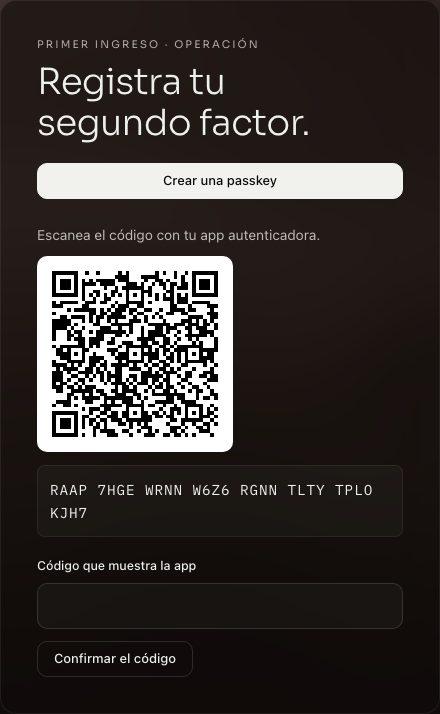 PRIMER INGRESO · OPERACIÓN
Registra tu
segundo factor.
Crear una passkey
Escanea el código con tu app autenticadora.
RAAP 7HGE WRNN W6Z6 RGNN TLTY TPLO
KJH7
Código que muestra la app
Confirmar el código